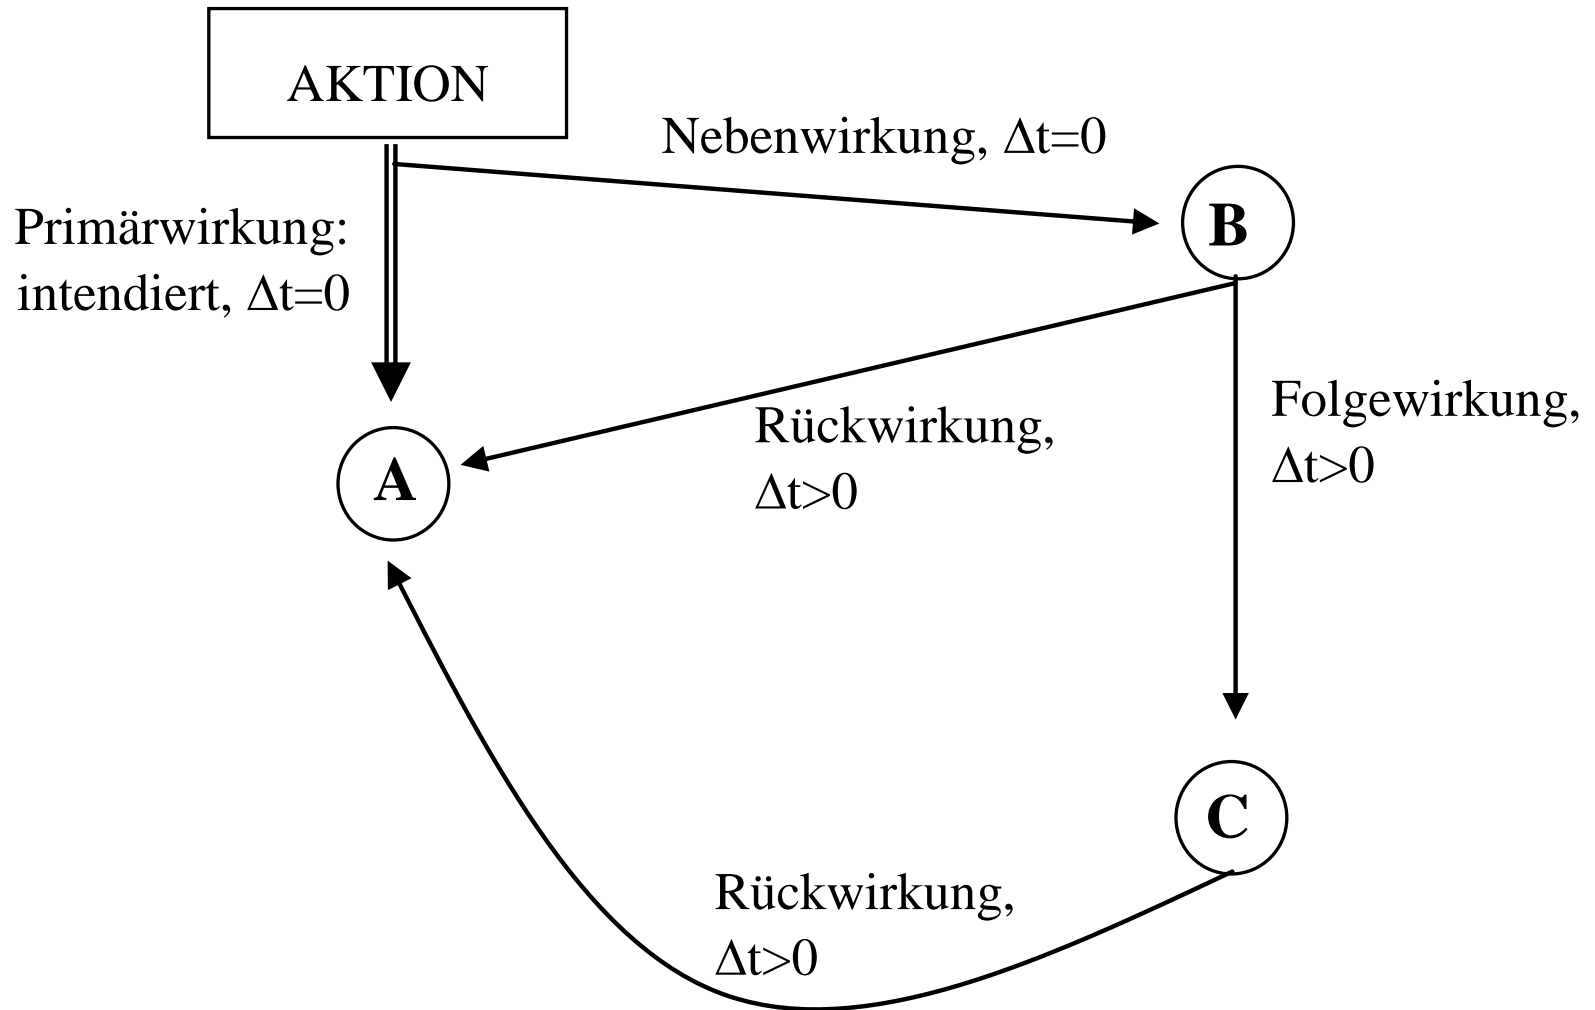 AKTION
Nebenwirkung, Δt=0
B
Primärwirkung:
intendiert, Δt=0
Folgewirkung,
Δt>0
Rückwirkung,
Δt>0
A
C
Rückwirkung,
Δt>0